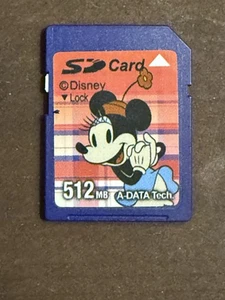 SD Card
©Disney
▼Lock
512 MB A-DATA Tech.